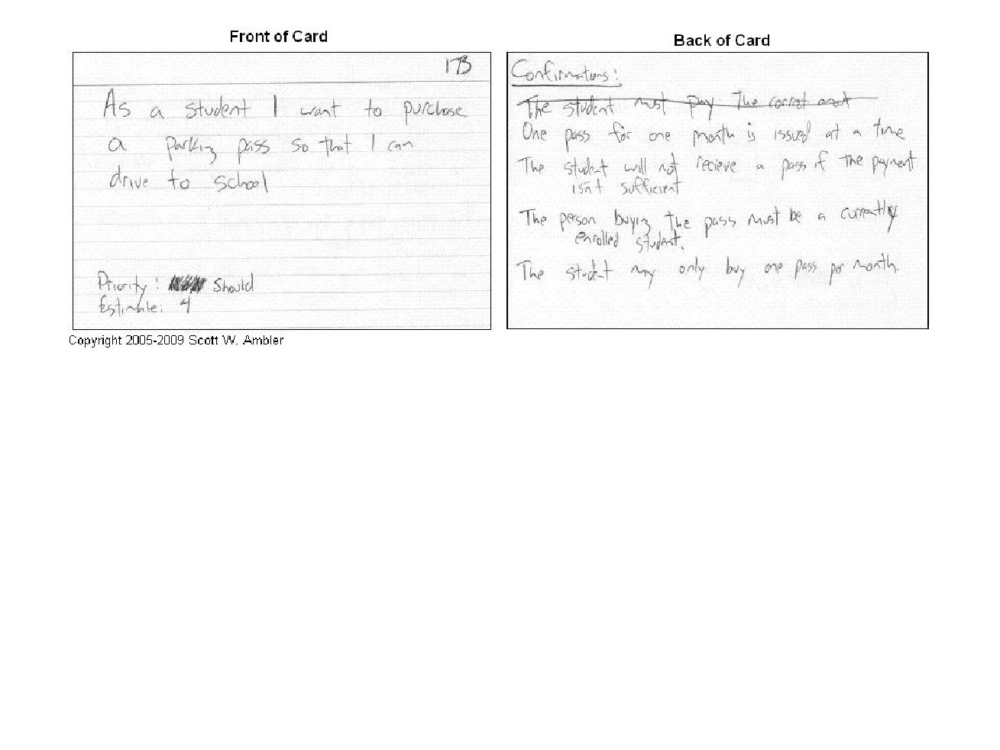 Front of Card
173
As a student I want to purchase
a parking pass so that I can
drive to school
Priority: Should
Estimate: 4
Copyright 2005-2009 Scott W. Ambler
Back of Card
Confirmations:
The student must pay the correct amt
One pass for one month is issued at a time
The student will not recieve a pass if the payment
isn't sufficient
The person buying the pass must be a currently
enrolled student.
The student may only buy one pass per month.